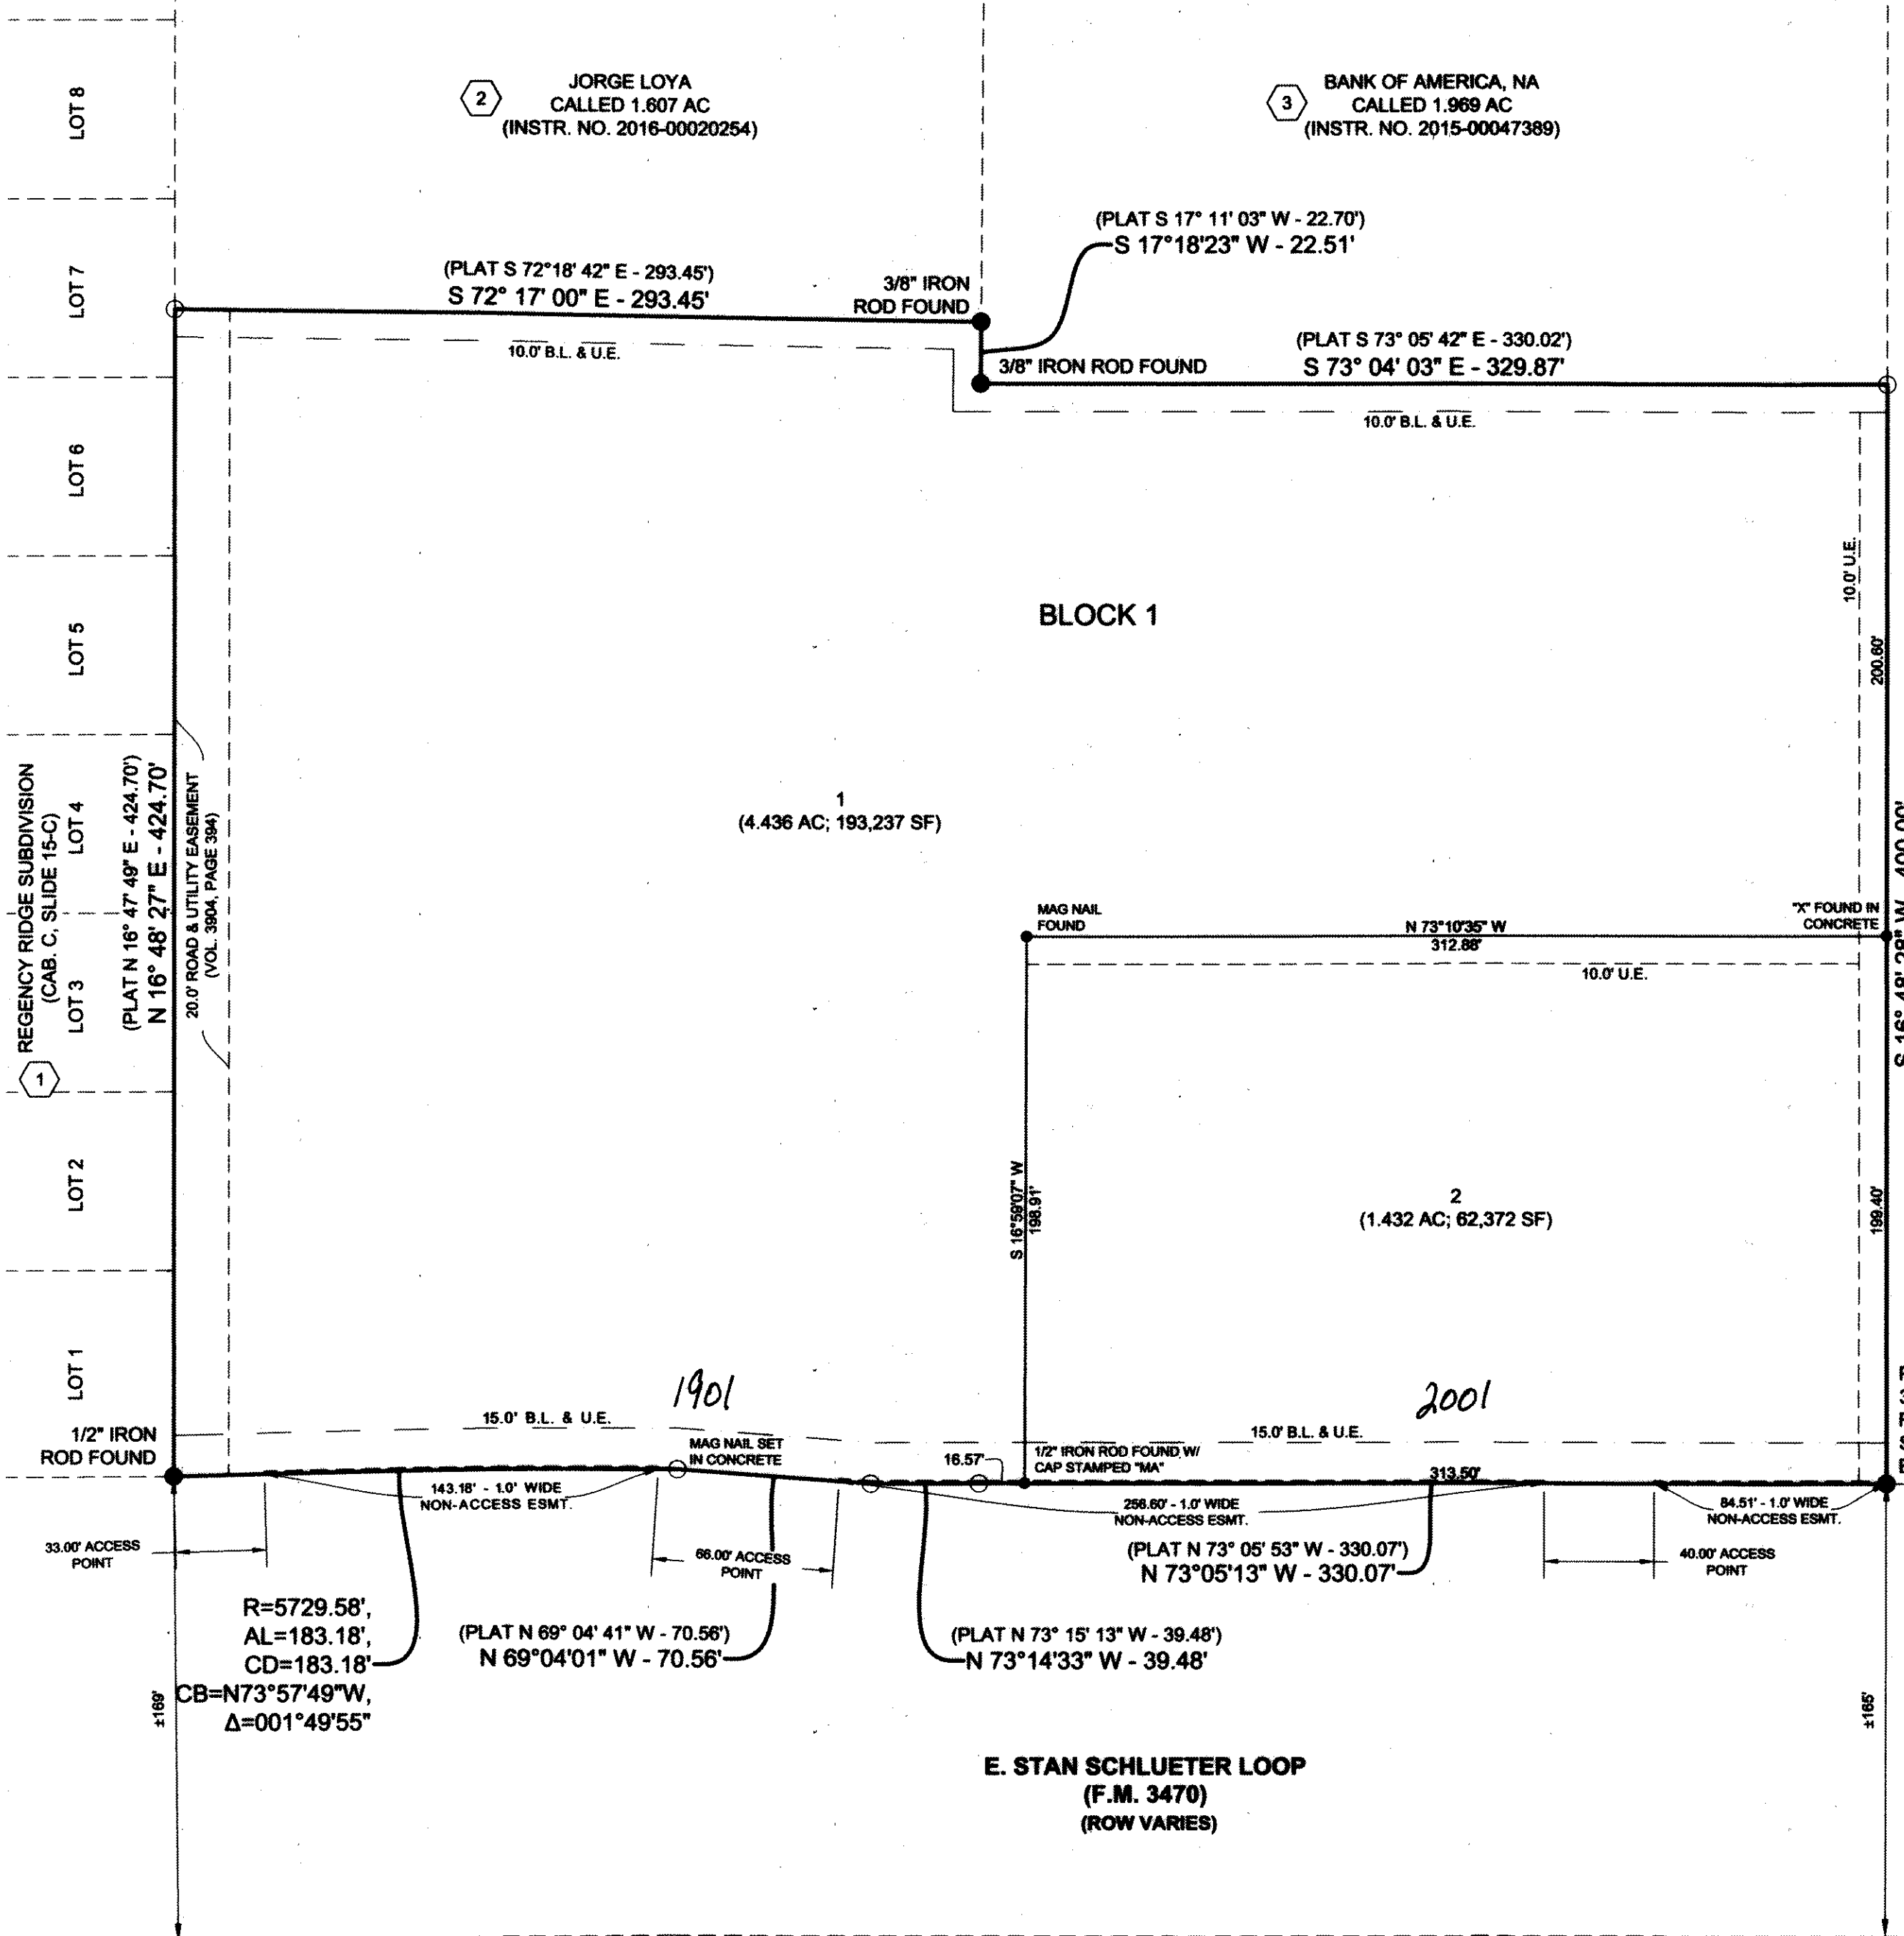 LOT 8
LOT 7
LOT 6
LOT 5
LOT 4
LOT 3
LOT 2
LOT 1
REGENCY RIDGE SUBDIVISION
(CAB. C, SLIDE 15-C)
1
2
JORGE LOYA
CALLED 1.607 AC
(INSTR. NO. 2016-00020254)
3
BANK OF AMERICA, NA
CALLED 1.969 AC
(INSTR. NO. 2015-00047389)
(PLAT S 17° 11' 03" W - 22.70')
S 17°18'23" W - 22.51'
(PLAT S 72°18' 42" E - 293.45')
S 72° 17' 00" E - 293.45'
3/8" IRON
ROD FOUND
(PLAT S 73° 05' 42" E - 330.02')
S 73° 04' 03" E - 329.87'
3/8" IRON ROD FOUND
10.0' B.L. & U.E.
10.0' B.L. & U.E.
10.0' U.E.
BLOCK 1
200.60'
(PLAT N 16° 47' 49" E - 424.70')
N 16° 48' 27" E - 424.70'
20.0' ROAD & UTILITY EASEMENT
(VOL. 3904, PAGE 394)
1
(4.436 AC; 193,237 SF)
S 16° 48' 28" W - 400.00'
MAG NAIL
FOUND
N 73°10'35" W
312.88'
"X" FOUND IN
CONCRETE
10.0' U.E.
S 16°59'07" W
198.91'
2
(1.432 AC; 62,372 SF)
199.40'
1901
2001
15.0' B.L. & U.E.
15.0' B.L. & U.E.
1/2" IRON
ROD FOUND
MAG NAIL SET
IN CONCRETE
16.57'
1/2" IRON ROD FOUND W/
CAP STAMPED "MA"
313.50'
143.18' - 1.0' WIDE
NON-ACCESS ESMT.
256.60' - 1.0' WIDE
NON-ACCESS ESMT.
84.51' - 1.0' WIDE
NON-ACCESS ESMT.
33.00' ACCESS
POINT
66.00' ACCESS
POINT
40.00' ACCESS
POINT
(PLAT N 73° 05' 53" W - 330.07')
N 73°05'13" W - 330.07'
R=5729.58',
AL=183.18',
CD=183.18'
CB=N73°57'49"W,
Δ=001°49'55"
(PLAT N 69° 04' 41" W - 70.56')
N 69°04'01" W - 70.56'
(PLAT N 73° 15' 13" W - 39.48')
N 73°14'33" W - 39.48'
±169'
±165'
E. STAN SCHLUETER LOOP
(F.M. 3470)
(ROW VARIES)